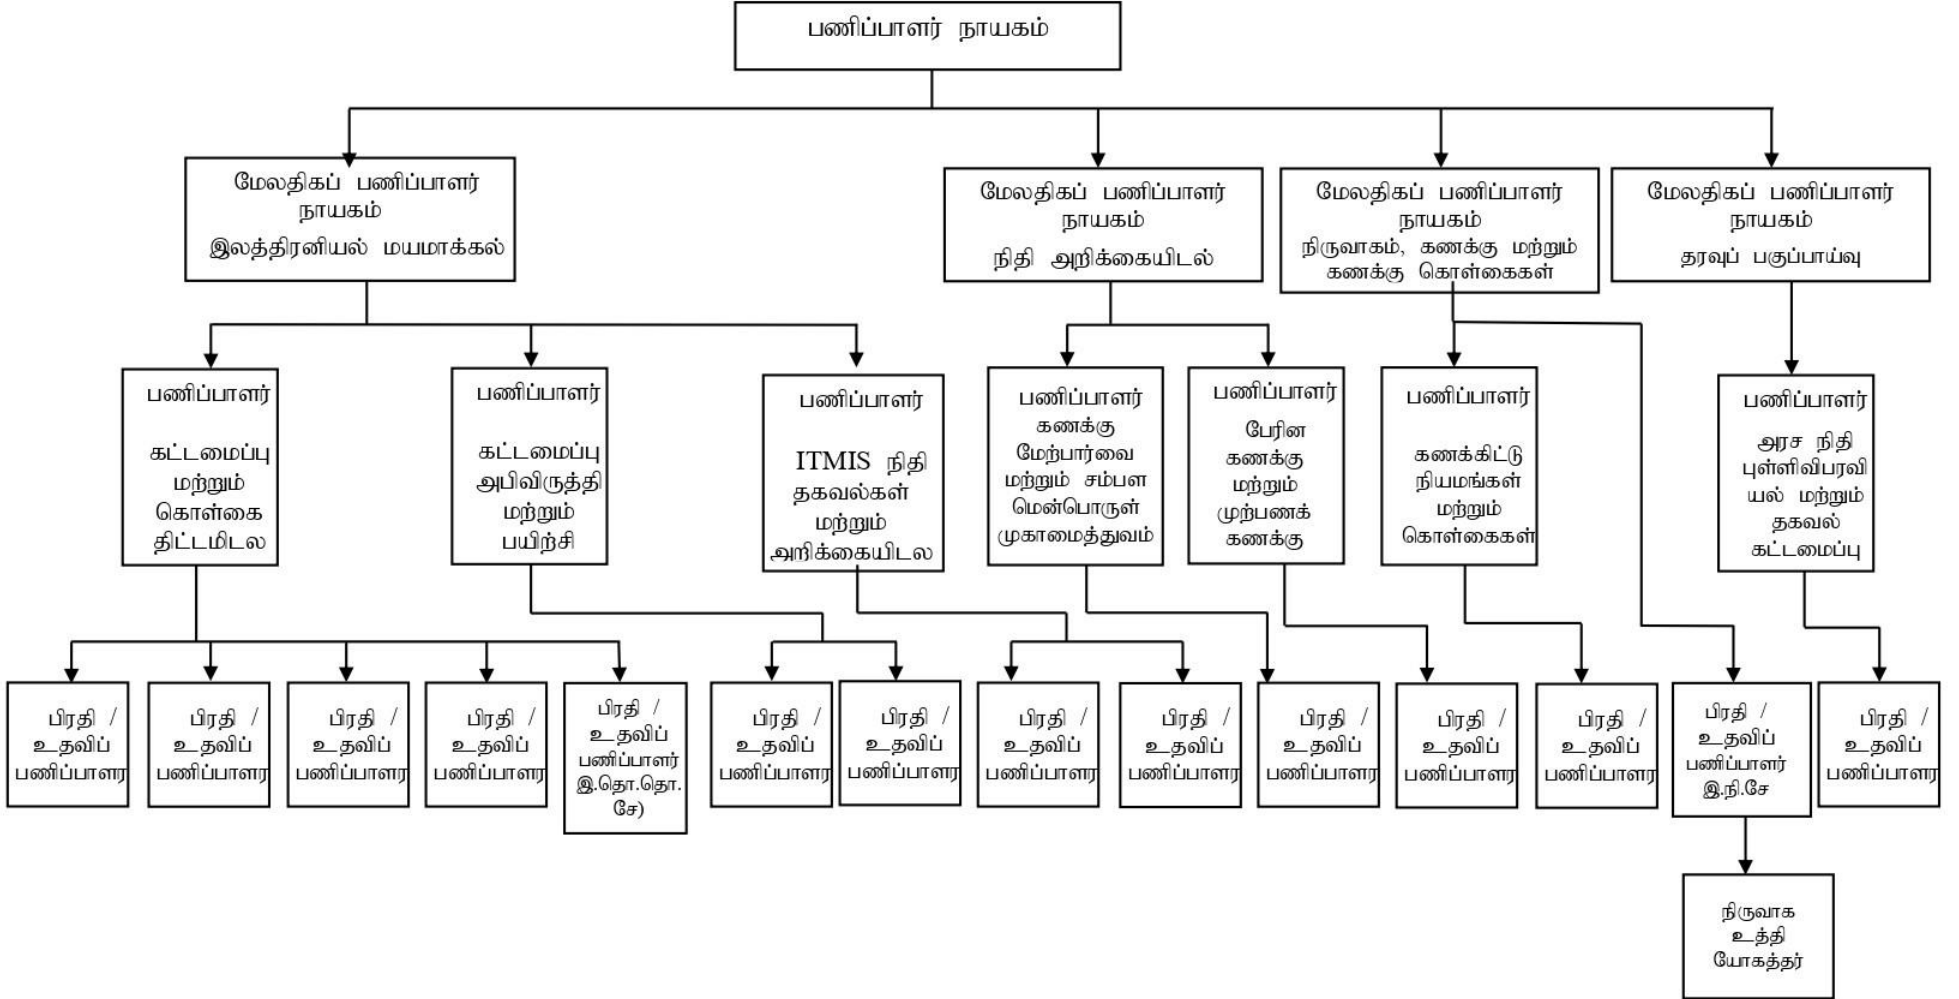 பணிப்பாளர் நாயகம்
மேலதிகப் பணிப்பாளர்
நாயகம்
இலத்திரனியல் மயமாக்கல்
மேலதிகப் பணிப்பாளர்
நாயகம்
நிதி அறிக்கையிடல்
மேலதிகப் பணிப்பாளர்
நாயகம்
நிருவாகம், கணக்கு மற்றும்
கணக்கு கொள்கைகள்
மேலதிகப் பணிப்பாளர்
நாயகம்
தரவுப் பகுப்பாய்வு
பணிப்பாளர்
கட்டமைப்பு
மற்றும்
கொள்கை
திட்டமிடல
பணிப்பாளர்
கட்டமைப்பு
அபிவிருத்தி
மற்றும்
பயிற்சி
பணிப்பாளர்
ITMIS நிதி
தகவல்கள்
மற்றும்
அறிக்கையிடல
பணிப்பாளர்
கணக்கு
மேற்பார்வை
மற்றும் சம்பள
மென்பொருள்
முகாமைத்துவம்
பணிப்பாளர்
பேரின
கணக்கு
மற்றும்
முற்பணக்
கணக்கு
பணிப்பாளர்
கணக்கிட்டு
நியமங்கள்
மற்றும்
கொள்கைகள்
பணிப்பாளர்
அரச நிதி
புள்ளிவிபரவி
யல் மற்றும்
தகவல்
கட்டமைப்பு
பிரதி /
உதவிப்
பணிப்பாளர
பிரதி /
உதவிப்
பணிப்பாளர
பிரதி /
உதவிப்
பணிப்பாளர
பிரதி /
உதவிப்
பணிப்பாளர
பிரதி /
உதவிப்
பணிப்பாளர்
இ.தொ.தொ.
சே)
பிரதி /
உதவிப்
பணிப்பாளர
பிரதி /
உதவிப்
பணிப்பாளர
பிரதி /
உதவிப்
பணிப்பாளர
பிரதி /
உதவிப்
பணிப்பாளர
பிரதி /
உதவிப்
பணிப்பாளர
பிரதி /
உதவிப்
பணிப்பாளர
பிரதி /
உதவிப்
பணிப்பாளர
பிரதி /
உதவிப்
பணிப்பாளர்
இ.நி.சே
பிரதி /
உதவிப்
பணிப்பாளர
நிருவாக
உத்தி
யோகத்தர்